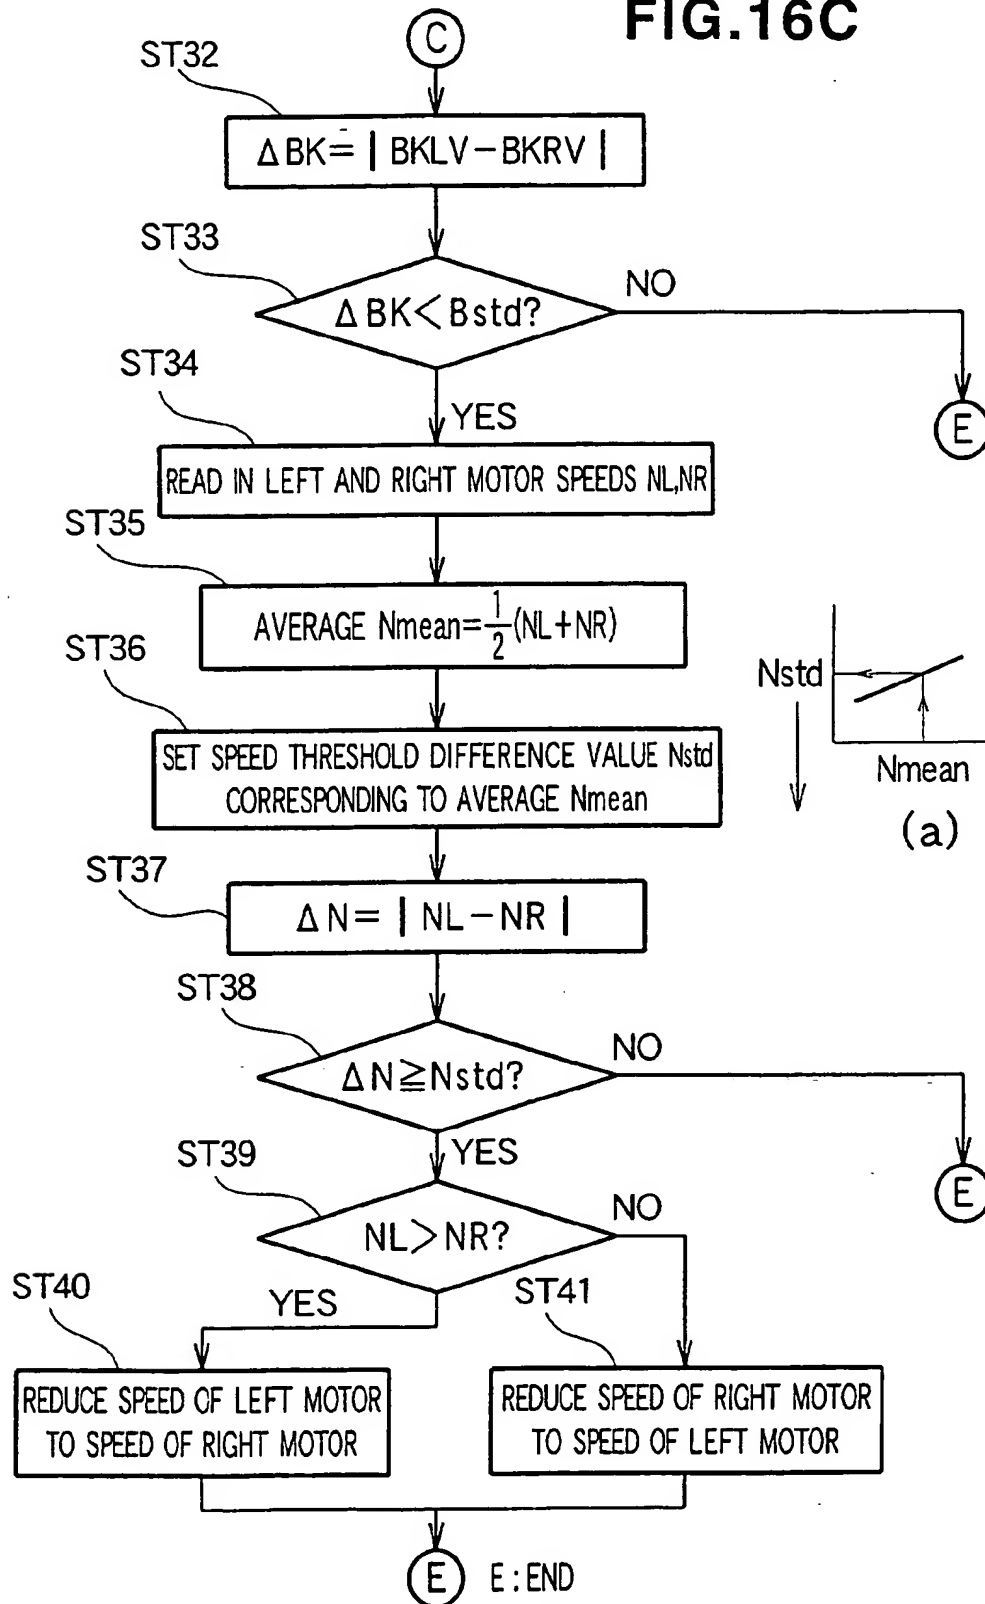 FIG.16C
C
ST32
ΔBK=|BKLV-BKRV|
ST33
ΔBK<Bstd?
NO
E
ST34
YES
READ IN LEFT AND RIGHT MOTOR SPEEDS NL,NR
ST35
AVERAGE Nmean=1/2(NL+NR)
ST36
SET SPEED THRESHOLD DIFFERENCE VALUE Nstd
CORRESPONDING TO AVERAGE Nmean
Nstd
Nmean
(a)
ST37
ΔN=|NL-NR|
ST38
ΔN≧Nstd?
NO
E
YES
ST39
NL>NR?
NO
ST40
YES
ST41
REDUCE SPEED OF LEFT MOTOR
TO SPEED OF RIGHT MOTOR
REDUCE SPEED OF RIGHT MOTOR
TO SPEED OF LEFT MOTOR
E E:END